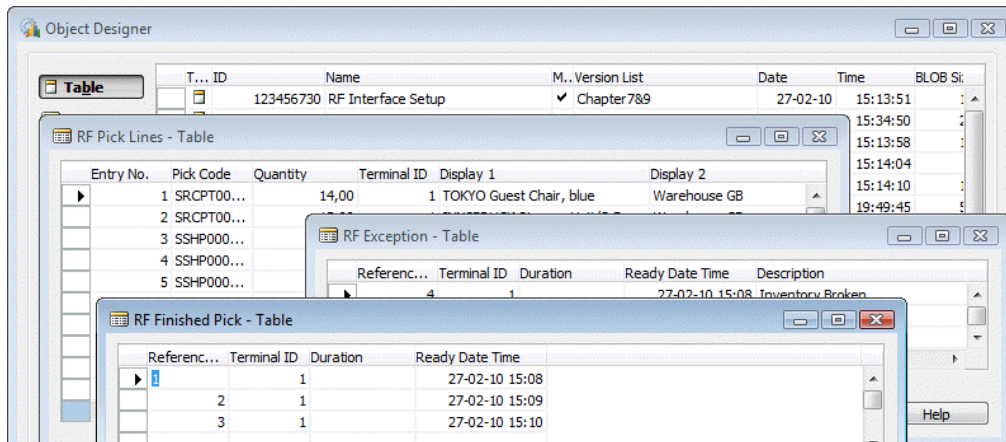 Object Designer
Table
T... ID Name M.. Version List Date Time BLOB Si:
123456730 RF Interface Setup Chapter7&9 27-02-10 15:13:51
15:34:50
15:13:58
15:14:04
15:14:10
19:49:45
RF Pick Lines - Table
Entry No. Pick Code Quantity Terminal ID Display 1 Display 2
1 SRCPT00... 14,00 1 TOKYO Guest Chair, blue Warehouse GB
2 SRCPT00...
3 SSHP000...
4 SSHP000...
5 SSHP000...
RF Exception - Table
Referenc... Terminal ID Duration Ready Date Time Description
4 1 27-02-10 15:08 Inventory Broken
RF Finished Pick - Table
Referenc... Terminal ID Duration Ready Date Time
1 1 27-02-10 15:08
2 1 27-02-10 15:09
3 1 27-02-10 15:10
Help